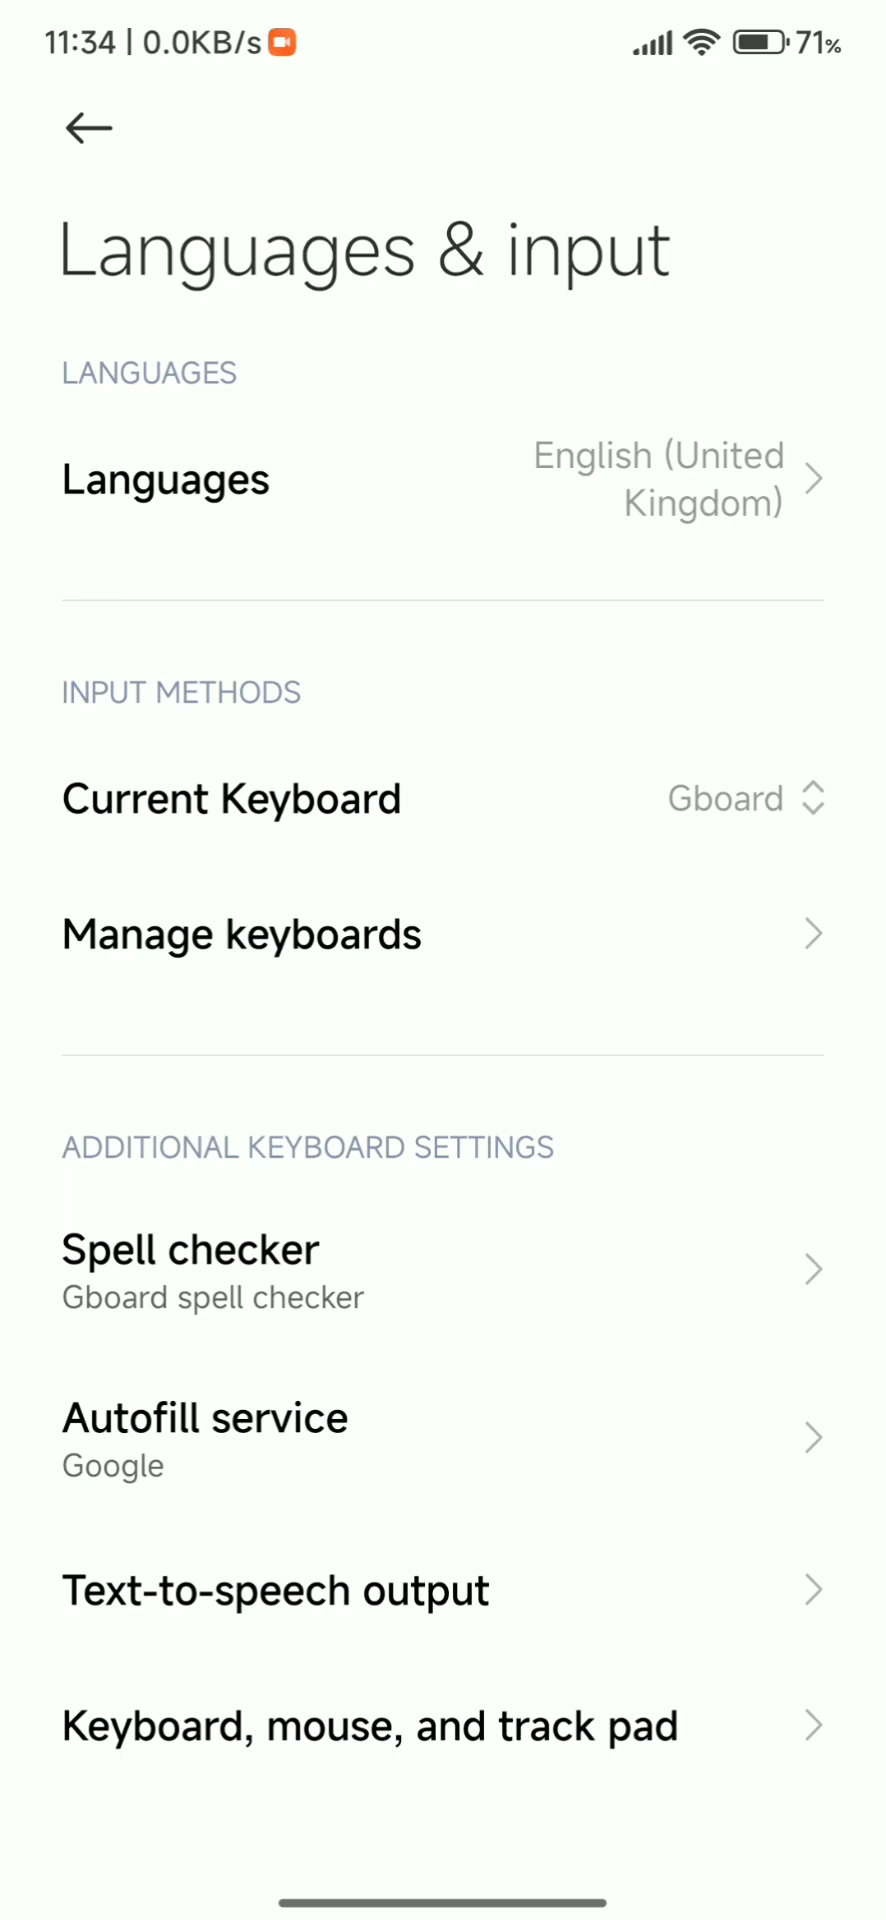 11:34 | 0.0KB/s 71%
Languages & input
LANGUAGES
Languages
English (United
Kingdom)
INPUT METHODS
Current Keyboard Gboard
Manage keyboards
ADDITIONAL KEYBOARD SETTINGS
Spell checker
Gboard spell checker
Autofill service
Google
Text-to-speech output
Keyboard, mouse, and track pad